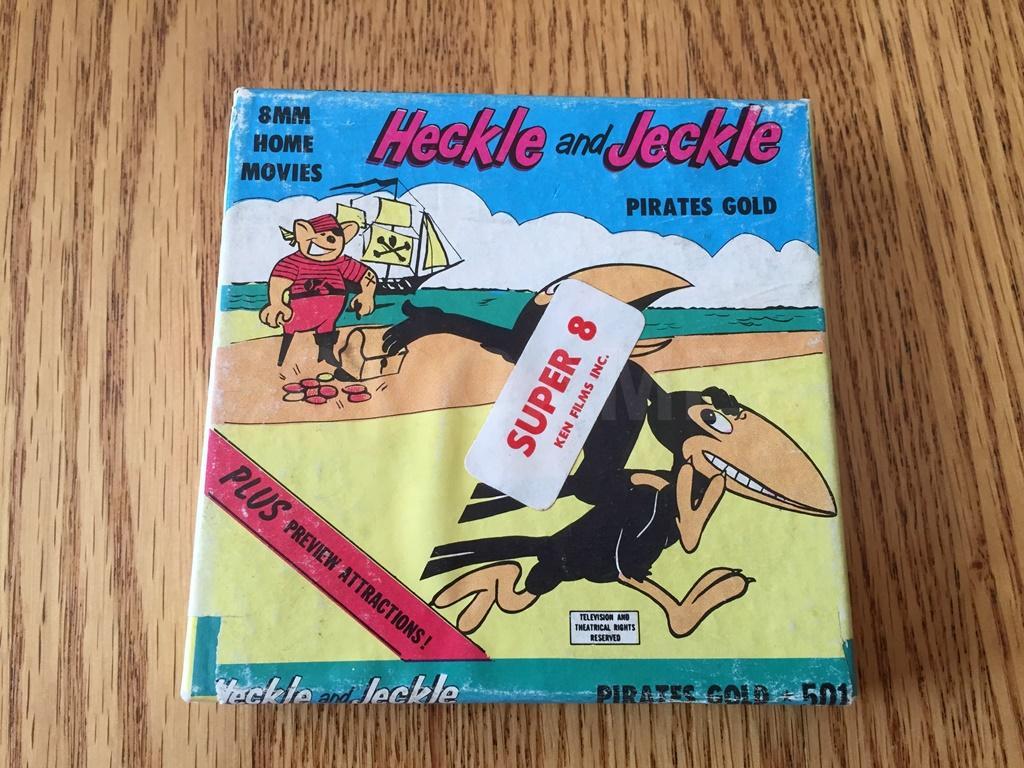 8MM
HOME
MOVIES
Heckle and Jeckle
PIRATES GOLD
SUPER 8
KEN FILMS INC.
PLUS PREVIEW ATTRACTIONS!
TELEVISION AND
THEATRICAL RIGHTS
RESERVED
Heckle and Jeckle
PIRATES GOLD - 501